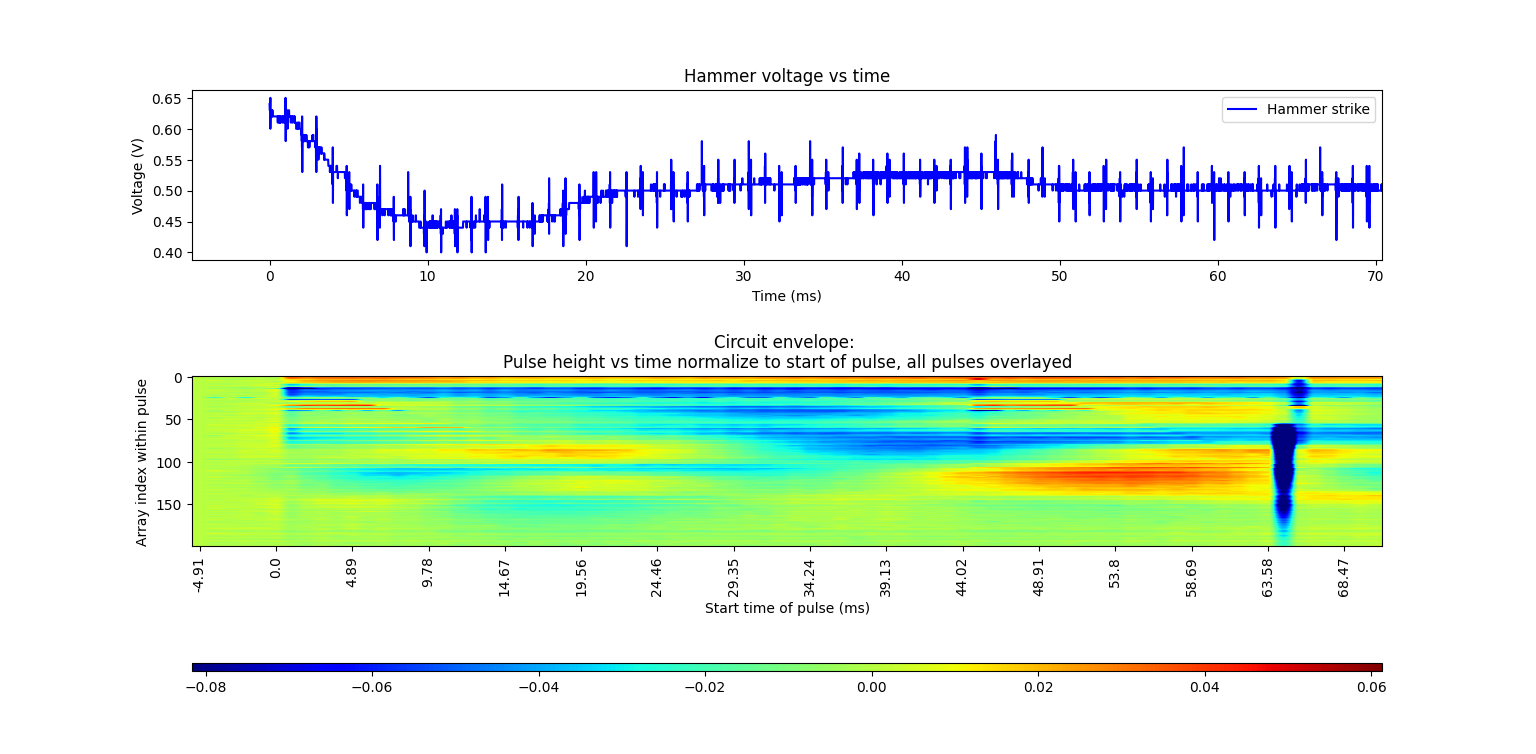 Hammer voltage vs time
Hammer strike
Voltage (V)
0.65
0.60
0.55
0.50
0.45
0.40
0 10 20 30 40 50 60 70
Time (ms)
Circuit envelope:
Pulse height vs time normalize to start of pulse, all pulses overlayed
Array index within pulse
0
50
100
150
-4.91 0.0 4.89 9.78 14.67 19.56 24.46 29.35 34.24 39.13 44.02 48.91 53.8 58.69 63.58 68.47
Start time of pulse (ms)
−0.08 −0.06 −0.04 −0.02 0.00 0.02 0.04 0.06